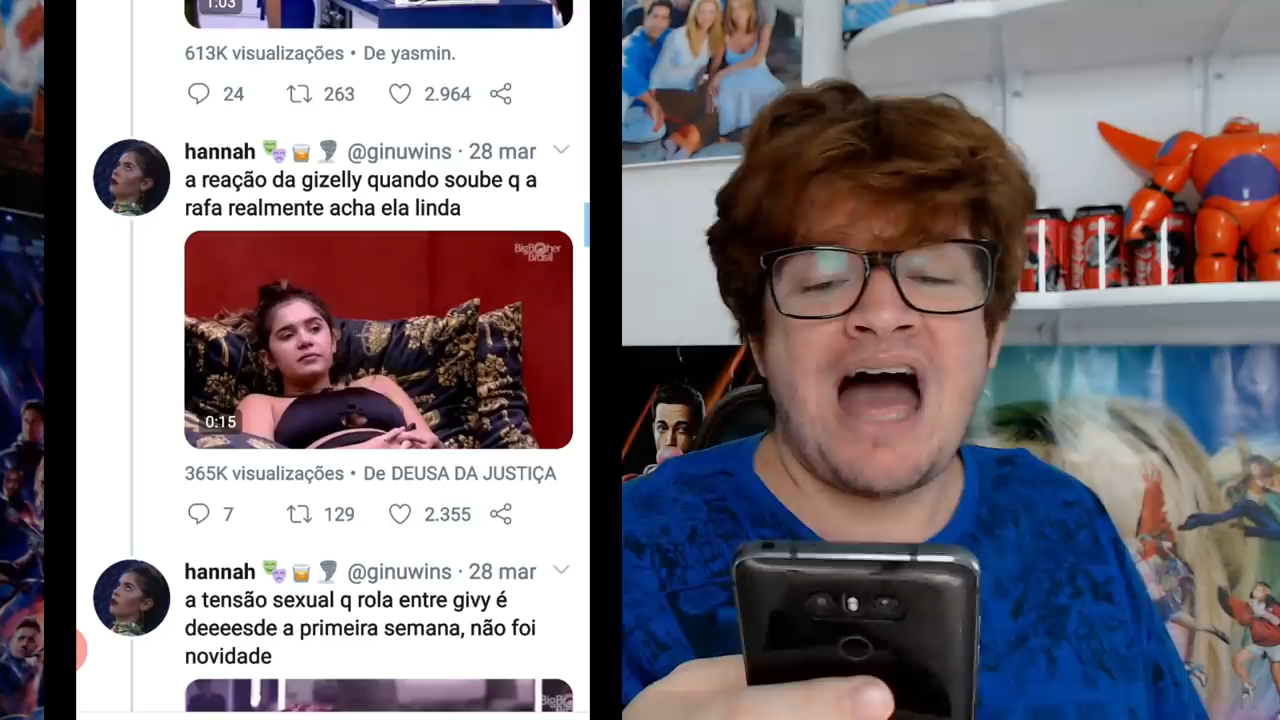 1:03
613K visualizações • De yasmin.
24 263 2.964
hannah @ginuwins · 28 mar
a reação da gizelly quando soube q a
rafa realmente acha ela linda
BigBrother
Brasil
0:15
365K visualizações • De DEUSA DA JUSTIÇA
7 129 2.355
hannah @ginuwins · 28 mar
a tensão sexual q rola entre givy é
deeeesde a primeira semana, não foi
novidade